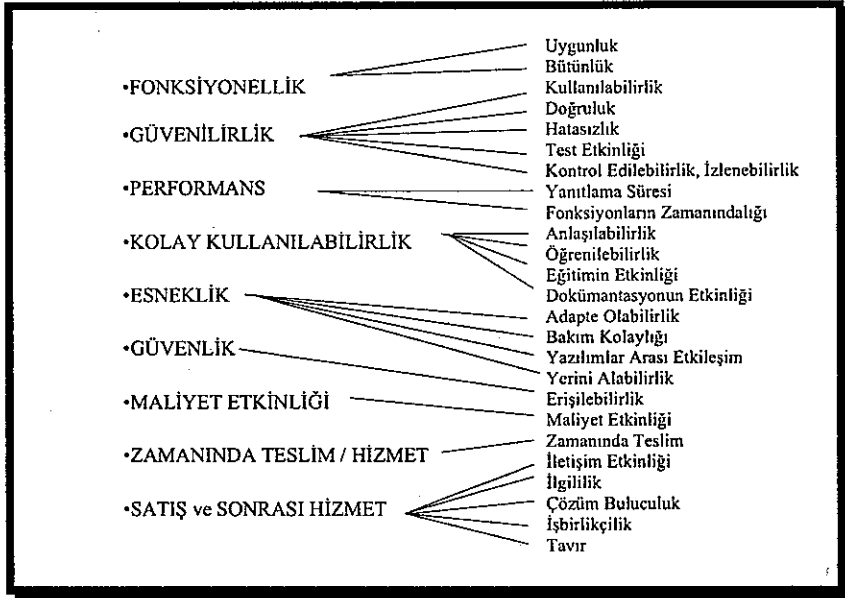 •FONKSİYONELLİK
•GÜVENİLİRLİK
•PERFORMANS
•KOLAY KULLANILABİLİRLİK
•ESNEKLİK
•GÜVENLİK
•MALİYET ETKİNLİĞİ
•ZAMANINDA TESLİM / HİZMET
•SATIŞ ve SONRASI HİZMET
Uygunluk
Bütünlük
Kullanılabilirlik
Doğruluk
Hatasızlık
Test Etkinliği
Kontrol Edilebilirlik, İzlenebilirlik
Yanıtlama Süresi
Fonksiyonların Zamanındalığı
Anlaşılabilirlik
Öğrenilebilirlik
Eğitimin Etkinliği
Dokümantasyonun Etkinliği
Adapte Olabilirlik
Bakım Kolaylığı
Yazılımlar Arası Etkileşim
Yerini Alabilirlik
Erişilebilirlik
Maliyet Etkinliği
Zamanında Teslim
İletişim Etkinliği
İlgililik
Çözüm Buluculuk
İşbirlikçilik
Tavır